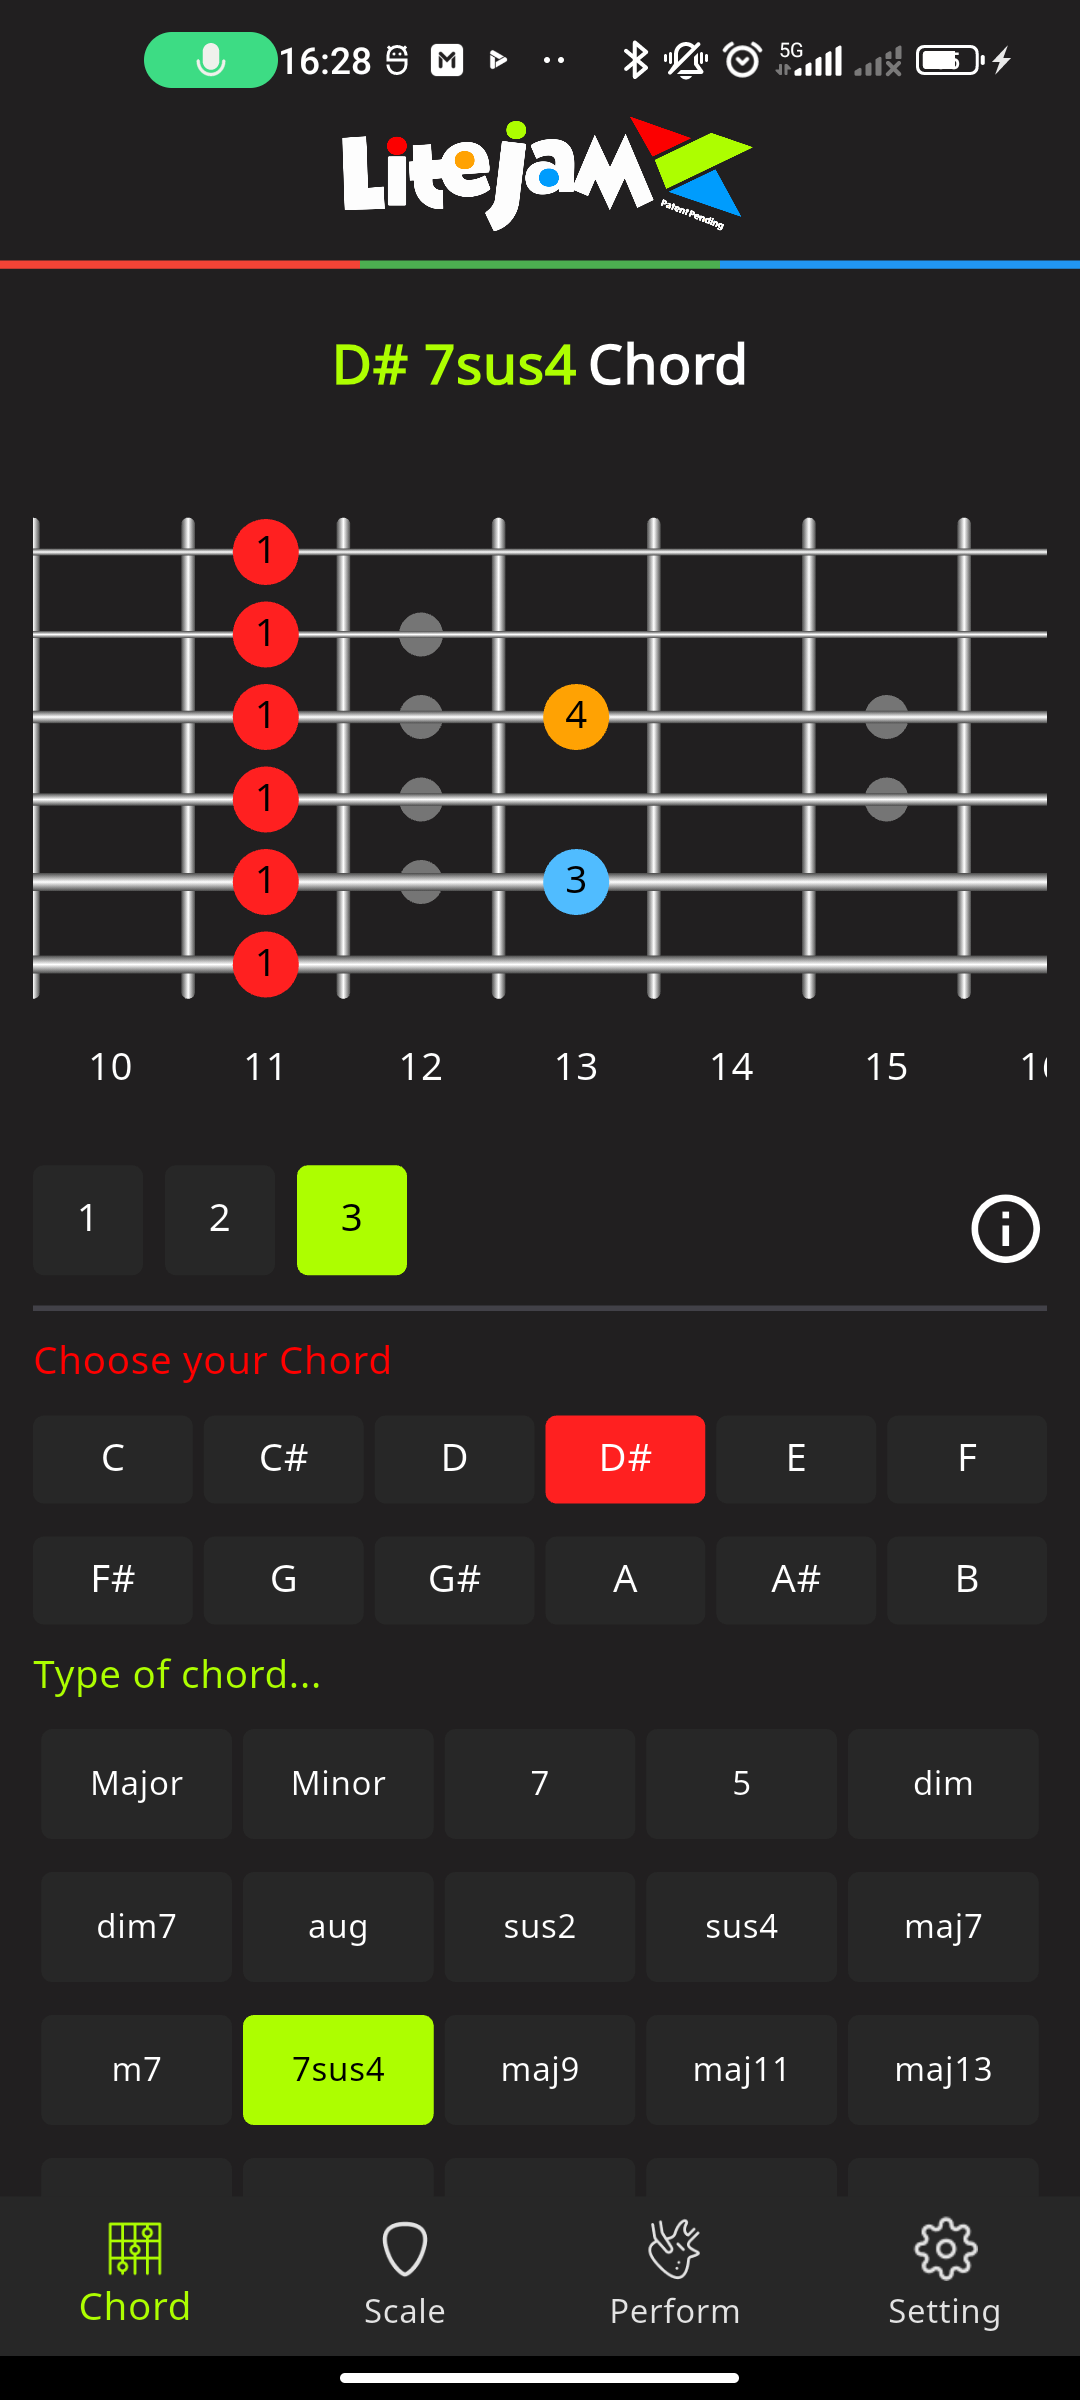 16:28 5G
LiteJam
Patent Pending
D# 7sus4 Chord
1
1
1 4
1
1 3
1
10 11 12 13 14 15
1 2 3
Choose your Chord
C C# D D# E F
F# G G# A A# B
Type of chord...
Major Minor 7 5 dim
dim7 aug sus2 sus4 maj7
m7 7sus4 maj9 maj11 maj13
Chord Scale Perform Setting